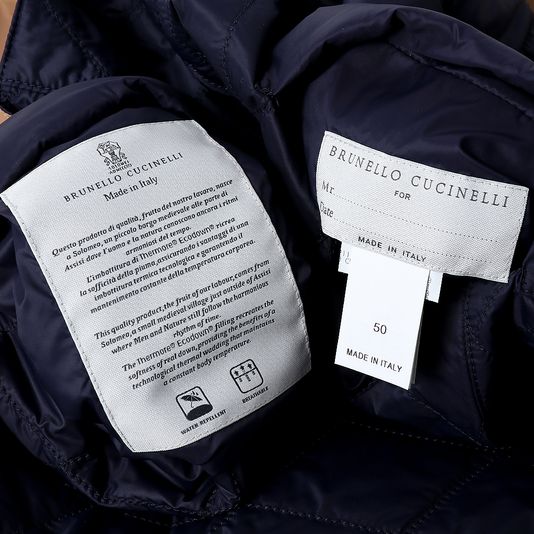 BRUNELLO CUCINELLI
Made in Italy
Questo prodotto di qualità, frutto del nostro lavoro, nasce
a Solomeo, un piccolo borgo medievale alle porte di
Assisi dove l'uomo e la natura conoscono ancora i ritmi
armoniosi del tempo.
L'imbottitura di Thermore® Ecodown® ricrea
la sofficità della piuma, assicurando i vantaggi di una
imbottitura termica tecnologica e garantendo il
mantenimento costante della temperatura corporea.
This quality product, the fruit of our labour, comes from
Solomeo, a small medieval village just outside of Assisi
where Men and Nature still follow the harmonious
rhythm of time.
The Thermore® Ecodown® filling recreates the
softness of real down, providing the benefits of a
technological thermal wadding that maintains
a constant body temperature.
WATER REPELLENT
BREATHABLE
BRUNELLO CUCINELLI
FOR
Mr.
Date
MADE IN ITALY
50
MADE IN ITALY